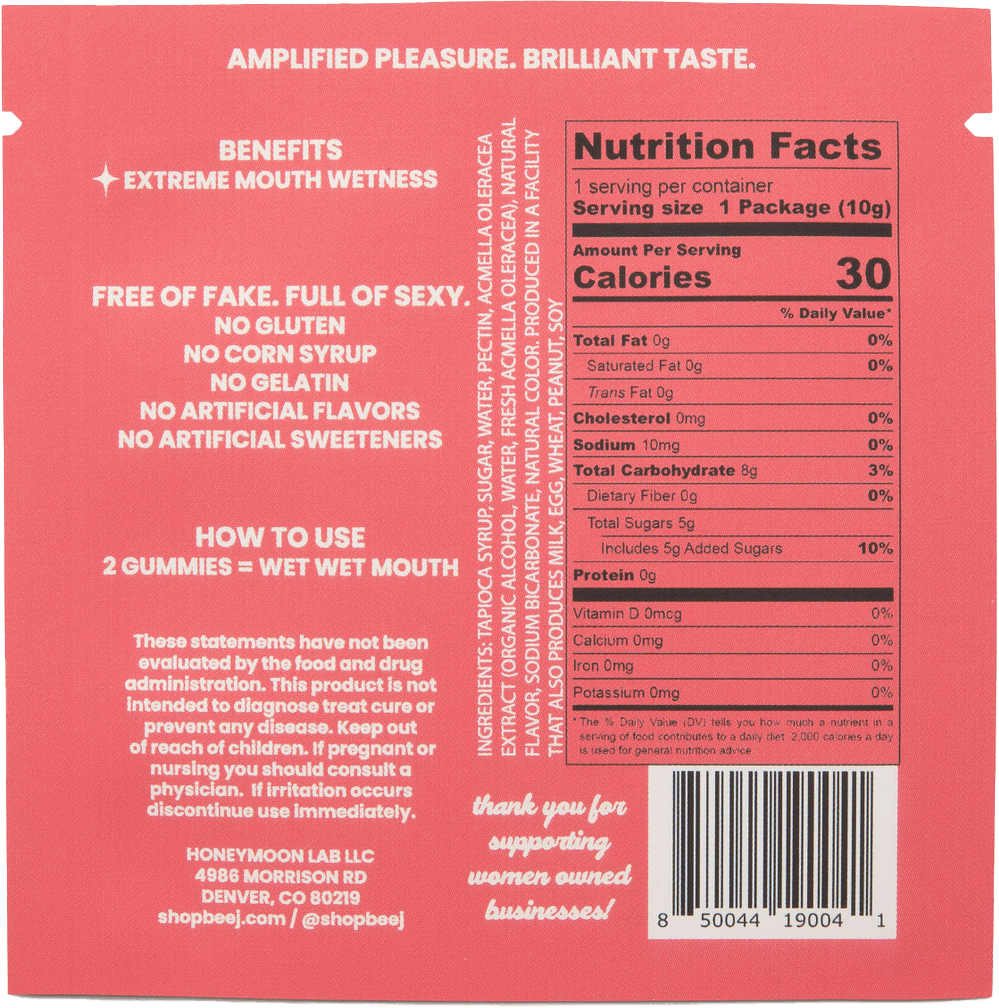 AMPLIFIED PLEASURE. BRILLIANT TASTE.
BENEFITS
EXTREME MOUTH WETNESS
FREE OF FAKE. FULL OF SEXY.
NO GLUTEN
NO CORN SYRUP
NO GELATIN
NO ARTIFICIAL FLAVORS
NO ARTIFICIAL SWEETENERS
HOW TO USE
2 GUMMIES = WET WET MOUTH
These statements have not been
evaluated by the food and drug
administration. This product is not
intended to diagnose treat cure or
prevent any disease. Keep out
of reach of children. If pregnant or
nursing you should consult a
physician. If irritation occurs
discontinue use immediately.
HONEYMOON LAB LLC
4986 MORRISON RD
DENVER, CO 80219
shopbeej.com / @shopbeej
INGREDIENTS: TAPIOCA SYRUP, SUGAR, WATER, PECTIN, ACMELLA OLERACEA
EXTRACT (ORGANIC ALCOHOL, WATER, FRESH ACMELLA OLERACEA), NATURAL
FLAVOR, SODIUM BICARBONATE, NATURAL COLOR. PRODUCED IN A FACILITY
THAT ALSO PRODUCES MILK, EGG, WHEAT, PEANUT, SOY
Nutrition Facts
1 serving per container
Serving size 1 Package (10g)
Amount Per Serving
Calories 30
% Daily Value*
Total Fat 0g 0%
Saturated Fat 0g 0%
Trans Fat 0g
Cholesterol 0mg 0%
Sodium 10mg 0%
Total Carbohydrate 8g 3%
Dietary Fiber 0g 0%
Total Sugars 5g
Includes 5g Added Sugars 10%
Protein 0g
Vitamin D 0mcg 0%
Calcium 0mg 0%
Iron 0mg 0%
Potassium 0mg 0%
* The % Daily Value (DV) tells you how much a nutrient in a
serving of food contributes to a daily diet. 2,000 calories a day
is used for general nutrition advice.
thank you for
supporting
women owned
businesses!
8 50044 19004 1